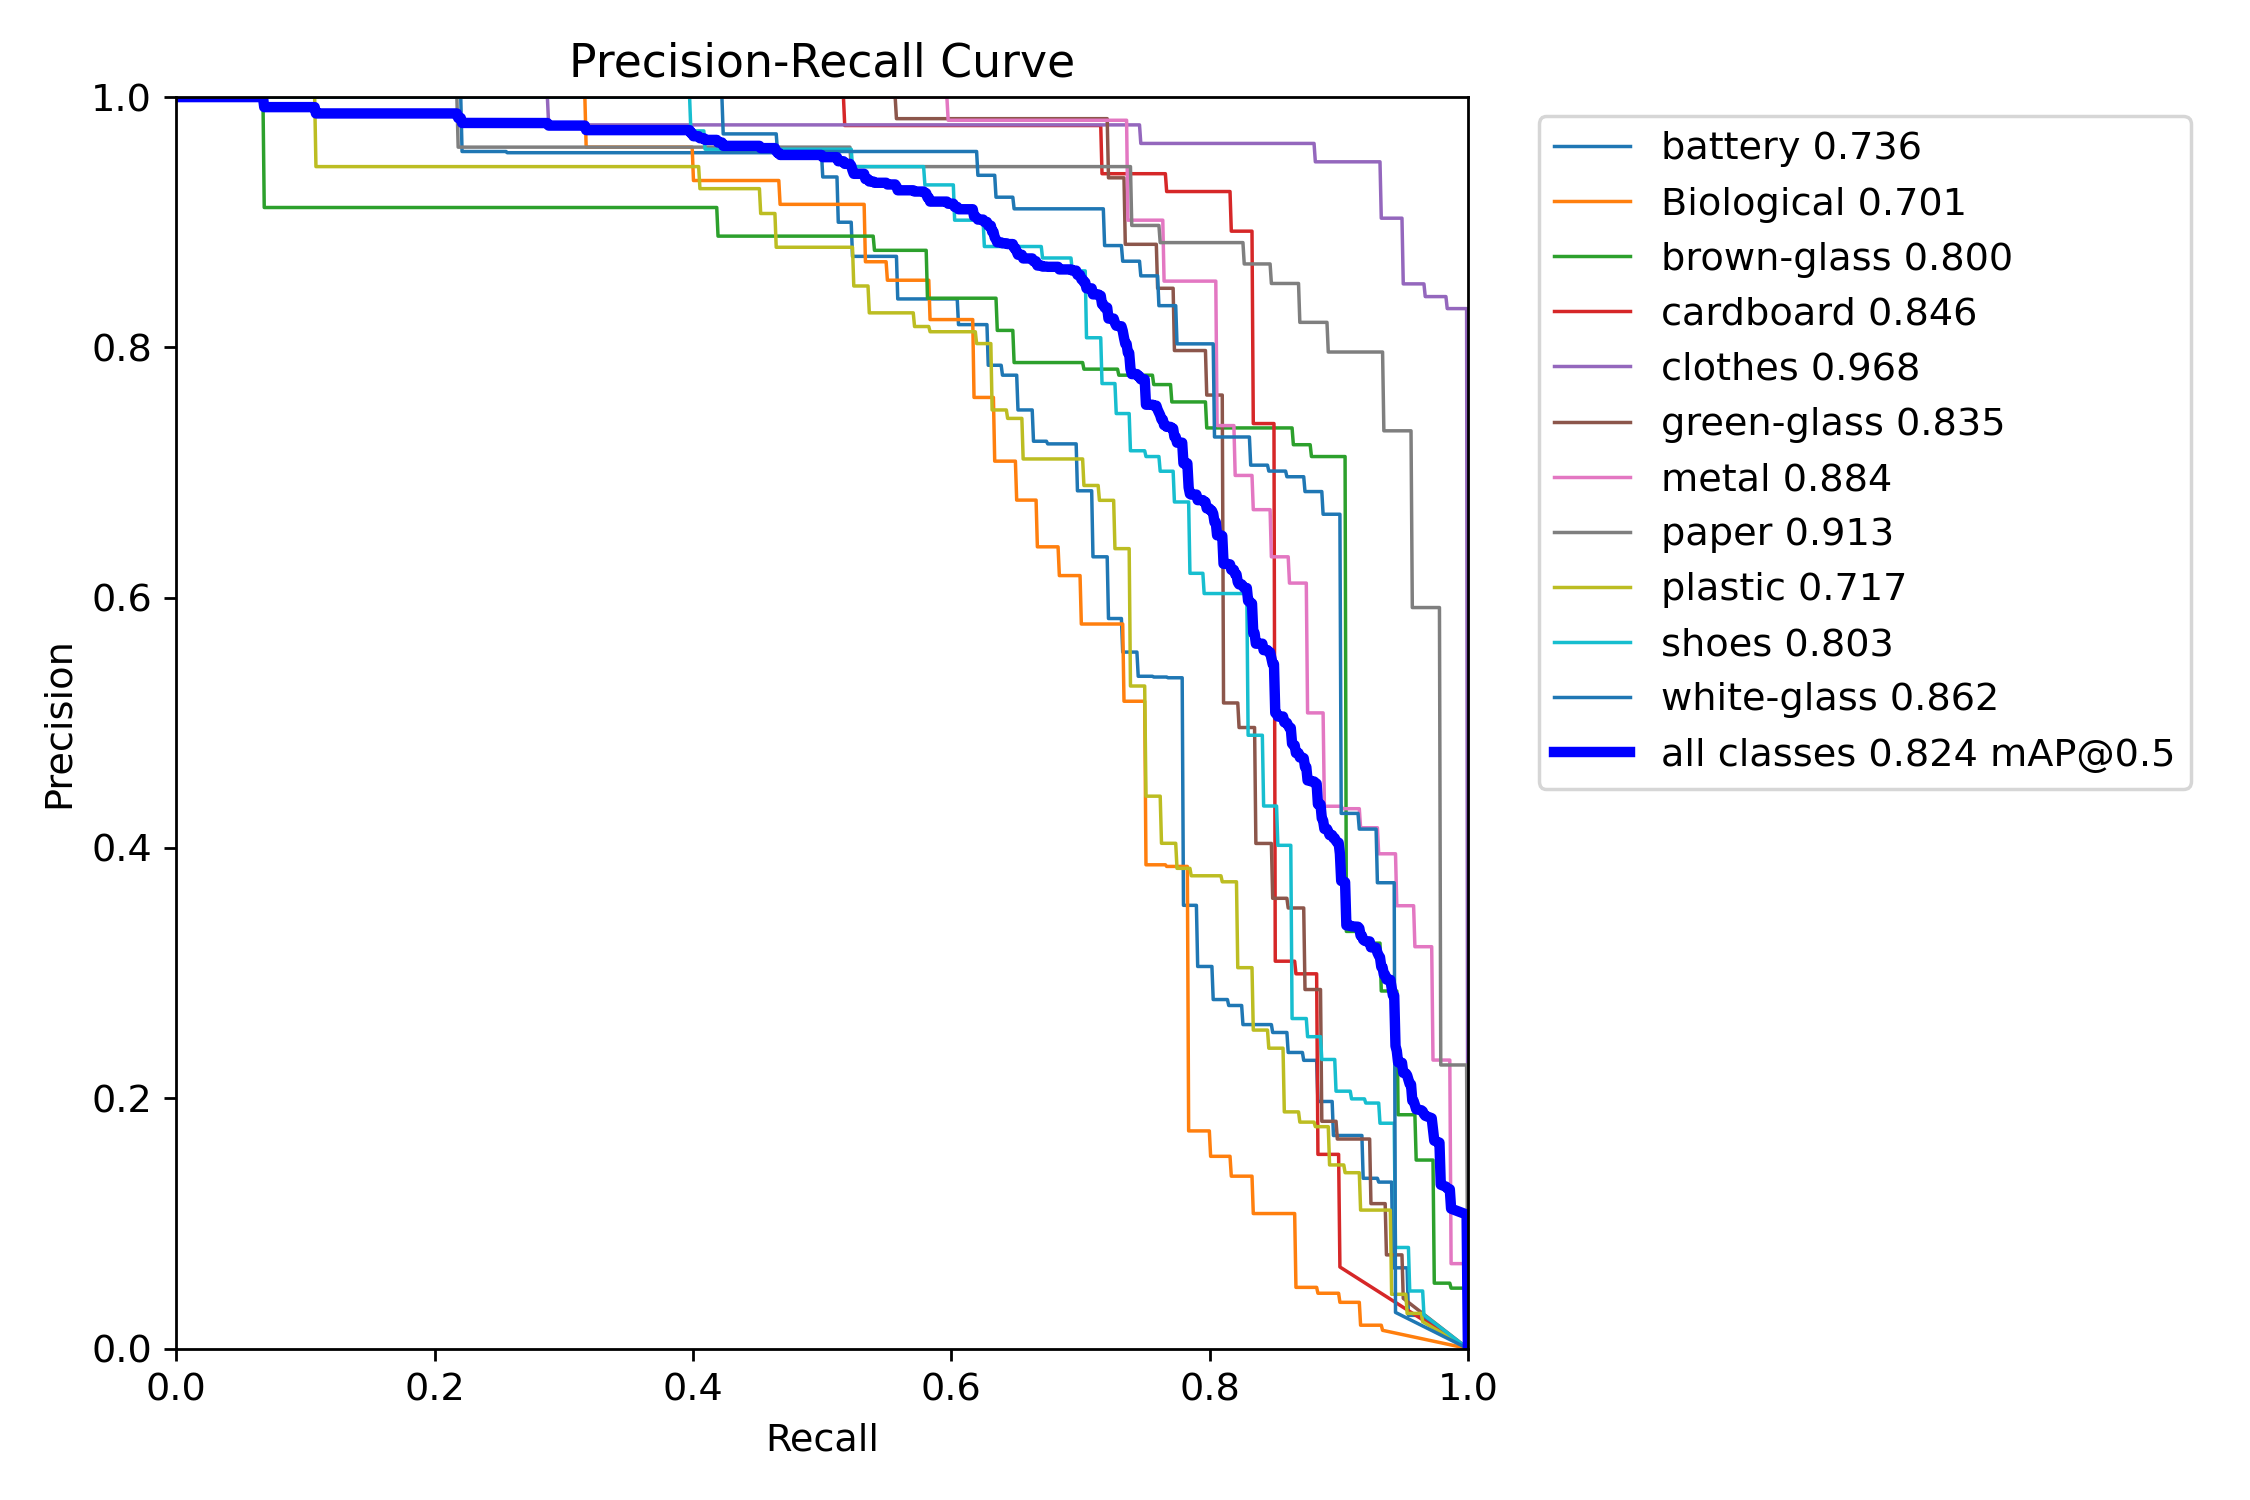 Precision-Recall Curve
1.0
0.8
0.6
0.4
0.2
0.0
Precision
0.0 0.2 0.4 0.6 0.8 1.0
Recall
battery 0.736
Biological 0.701
brown-glass 0.800
cardboard 0.846
clothes 0.968
green-glass 0.835
metal 0.884
paper 0.913
plastic 0.717
shoes 0.803
white-glass 0.862
all classes 0.824 mAP@0.5